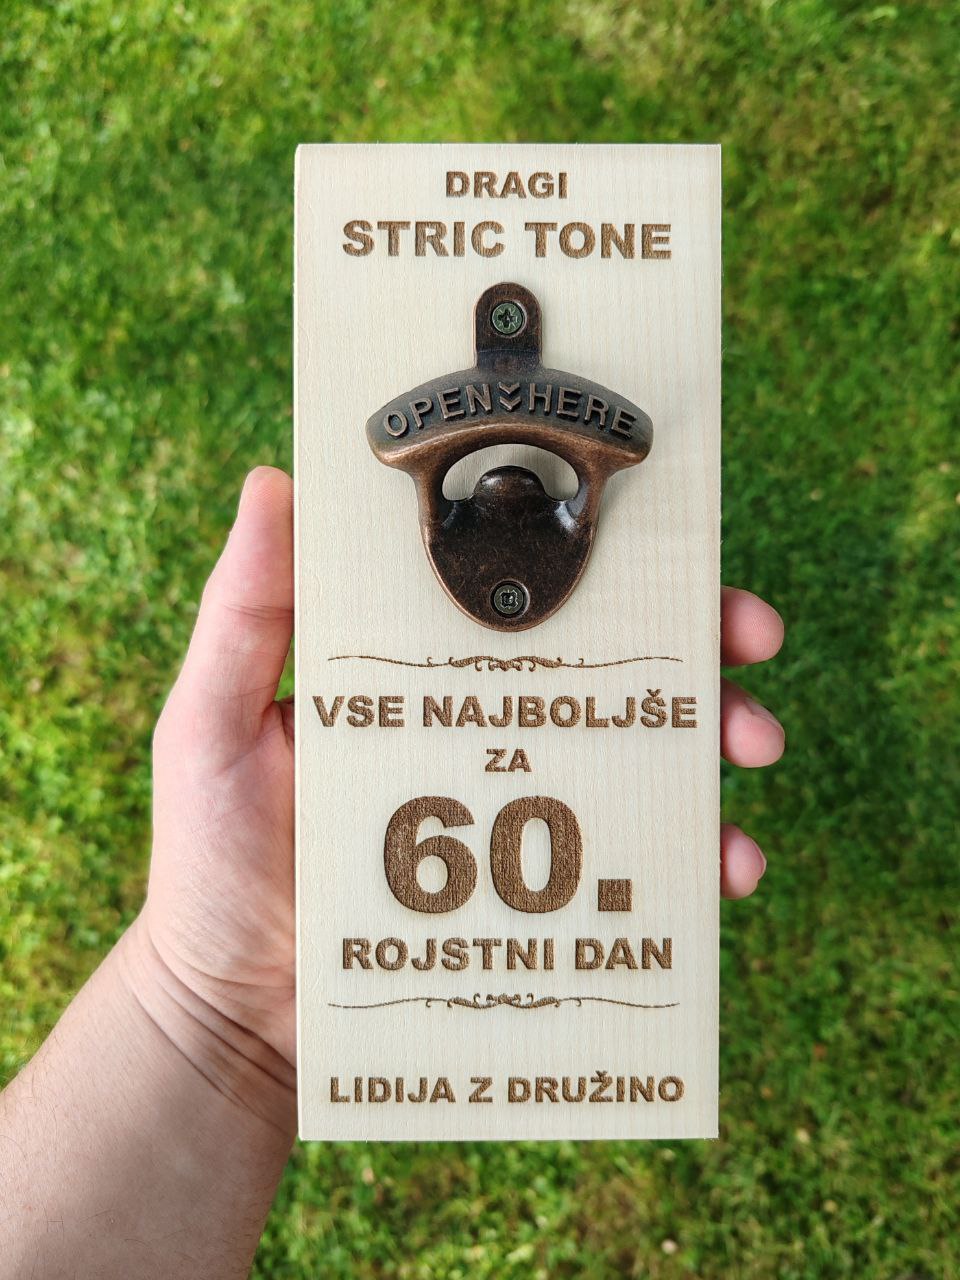 DRAGI
STRIC TONE
OPEN HERE
VSE NAJBOLJŠE
ZA
60.
ROJSTNI DAN
LIDIJA Z DRUŽINO